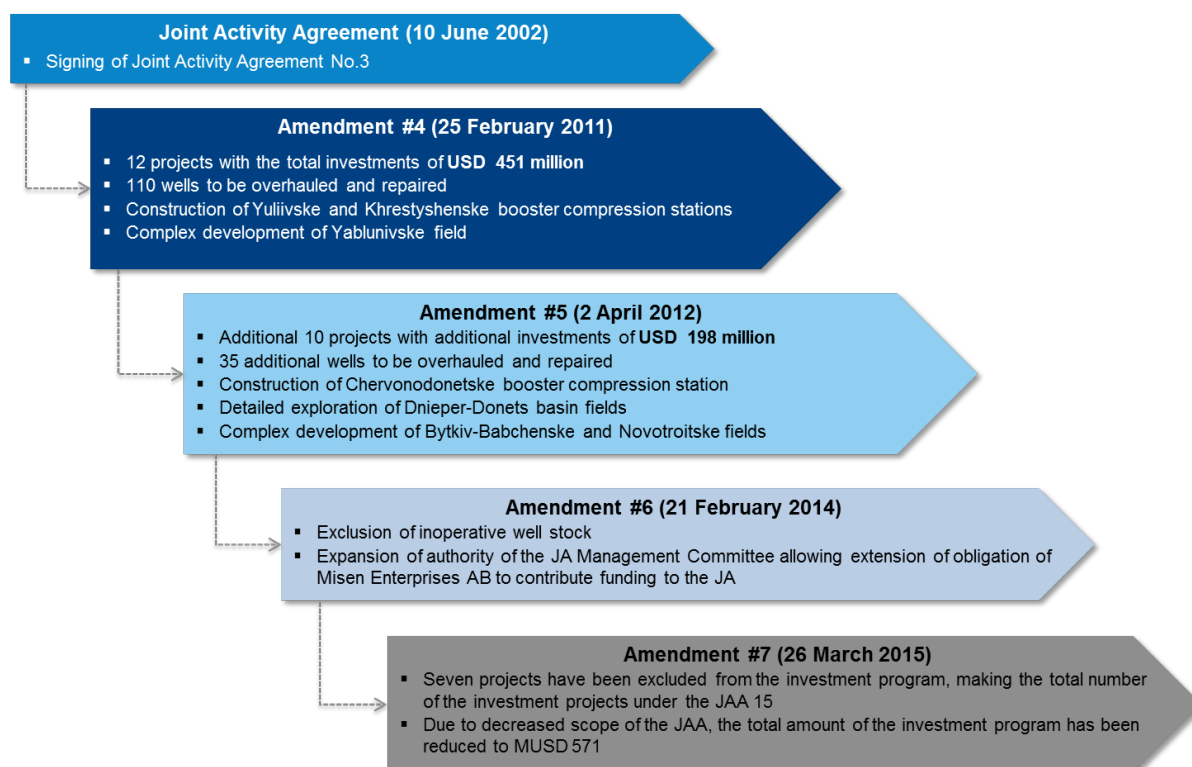 Joint Activity Agreement (10 June 2002)
▪ Signing of Joint Activity Agreement No.3
Amendment #4 (25 February 2011)
▪ 12 projects with the total investments of USD 451 million
▪ 110 wells to be overhauled and repaired
▪ Construction of Yuliivske and Khrestyshenske booster compression stations
▪ Complex development of Yablunivske field
Amendment #5 (2 April 2012)
▪ Additional 10 projects with additional investments of USD 198 million
▪ 35 additional wells to be overhauled and repaired
▪ Construction of Chervonodonetske booster compression station
▪ Detailed exploration of Dnieper-Donets basin fields
▪ Complex development of Bytkiv-Babchenske and Novotroitske fields
Amendment #6 (21 February 2014)
▪ Exclusion of inoperative well stock
▪ Expansion of authority of the JA Management Committee allowing extension of obligation of
Misen Enterprises AB to contribute funding to the JA
Amendment #7 (26 March 2015)
▪ Seven projects have been excluded from the investment program, making the total number
of the investment projects under the JAA 15
▪ Due to decreased scope of the JAA, the total amount of the investment program has been
reduced to MUSD 571